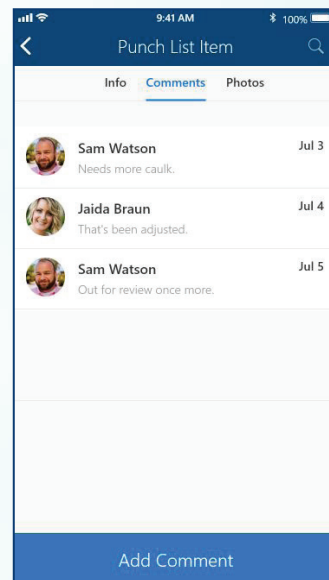 9:41 AM
100%
Punch List Item
Info Comments Photos
Sam Watson Jul 3
Needs more caulk.
Jaida Braun Jul 4
That's been adjusted.
Sam Watson Jul 5
Out for review once more.
Add Comment